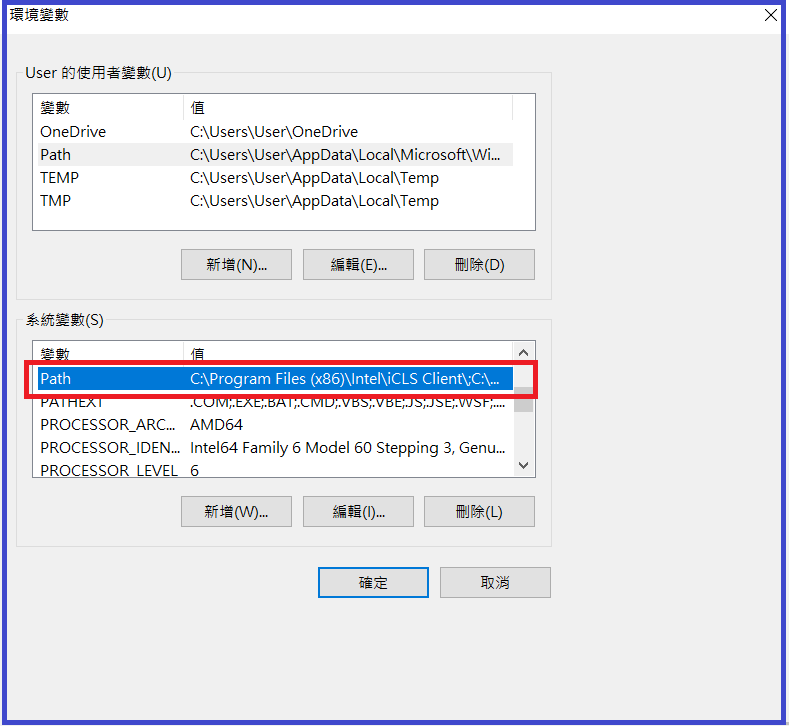 環境變數
User 的使用者變數(U)
變數 值
OneDrive C:\Users\User\OneDrive
Path C:\Users\User\AppData\Local\Microsoft\Wi...
TEMP C:\Users\User\AppData\Local\Temp
TMP C:\Users\User\AppData\Local\Temp
新增(N)... 編輯(E)... 刪除(D)
系統變數(S)
變數 值
Path C:\Program Files (x86)\Intel\iCLS Client\;C:\...
PATHEXT .COM;.EXE;.BAT;.CMD;.VBS;.VBE;.JS;.JSE;.WSF;...
PROCESSOR_ARC... AMD64
PROCESSOR_IDEN... Intel64 Family 6 Model 60 Stepping 3, Genu...
PROCESSOR_LEVEL 6
新增(W)... 編輯(I)... 刪除(L)
確定 取消